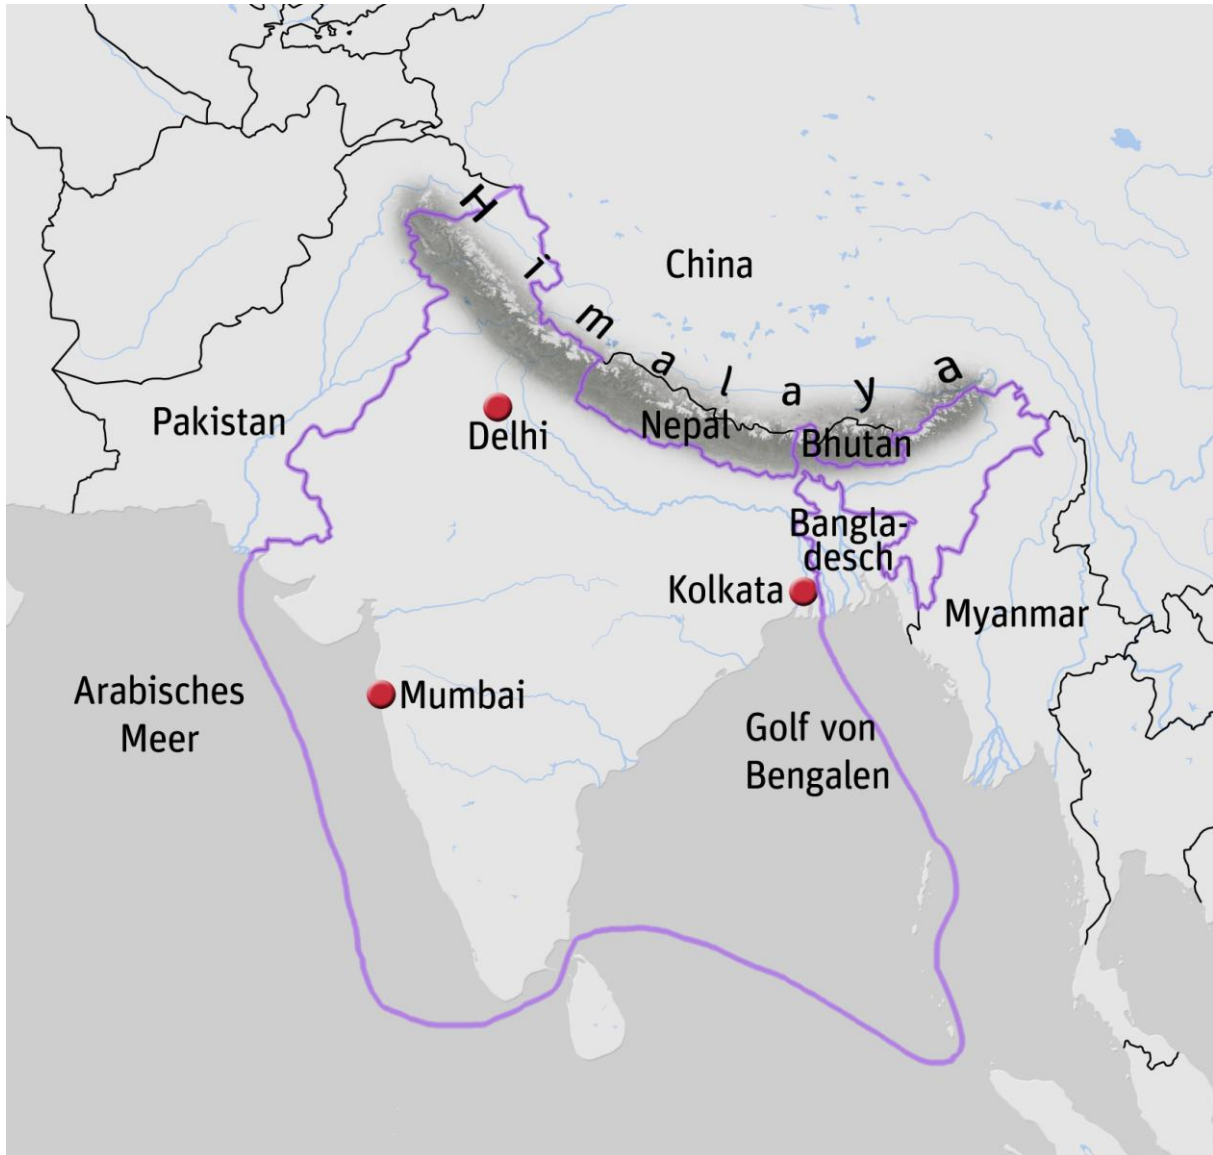 Himalaya
China
Pakistan
Delhi
Nepal
Bhutan
Bangla-
desch
Kolkata
Myanmar
Arabisches
Meer
Mumbai
Golf von
Bengalen